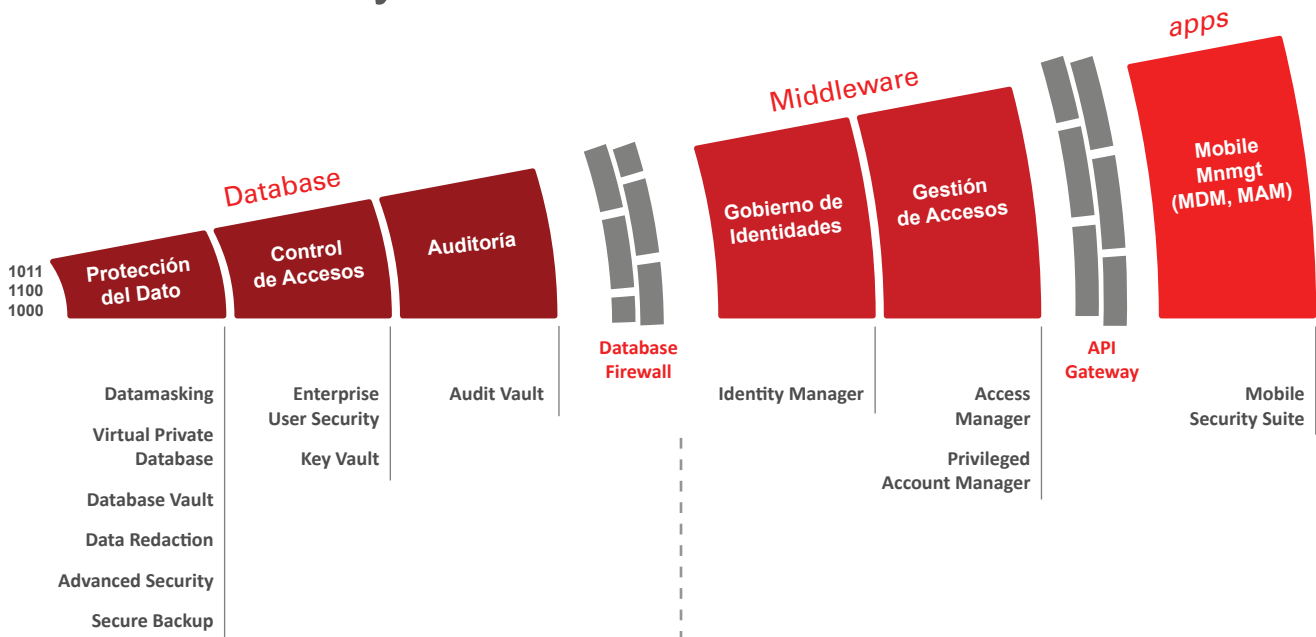 y
apps
Middleware
Database
1011
1100
1000
Protección
del Dato
Control
de Accesos
Auditoría
Gobierno de
Identidades
Gestión
de Accesos
Mobile
Mnmgt
(MDM, MAM)
Database
Firewall
API
Gateway
Datamasking
Virtual Private
Database
Database Vault
Data Redaction
Advanced Security
Secure Backup
Enterprise
User Security
Key Vault
Audit Vault
Identity Manager
Access
Manager
Privileged
Account Manager
Mobile
Security Suite